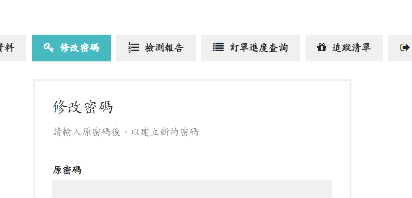 資料 修改密碼 檢測報告 訂單進度查詢 追蹤清單
修改密碼
請輸入原密碼後，以建立新的密碼
原密碼